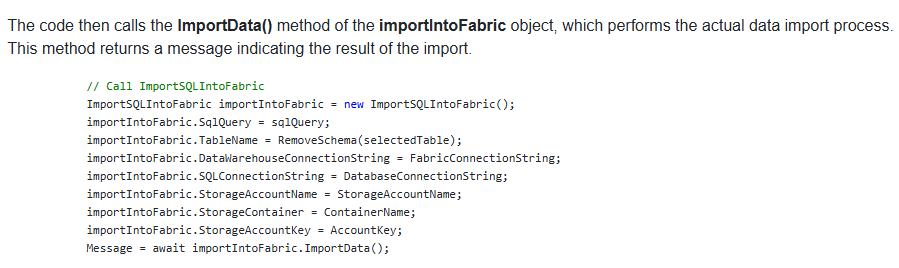 The code then calls the ImportData() method of the importIntoFabric object, which performs the actual data import process.
This method returns a message indicating the result of the import.
// Call ImportSQLIntoFabric
ImportSQLIntoFabric importIntoFabric = new ImportSQLIntoFabric();
importIntoFabric.SqlQuery = sqlQuery;
importIntoFabric.TableName = RemoveSchema(selectedTable);
importIntoFabric.DataWarehouseConnectionString = FabricConnectionString;
importIntoFabric.SQLConnectionString = DatabaseConnectionString;
importIntoFabric.StorageAccountName = StorageAccountName;
importIntoFabric.StorageContainer = ContainerName;
importIntoFabric.StorageAccountKey = AccountKey;
Message = await importIntoFabric.ImportData();